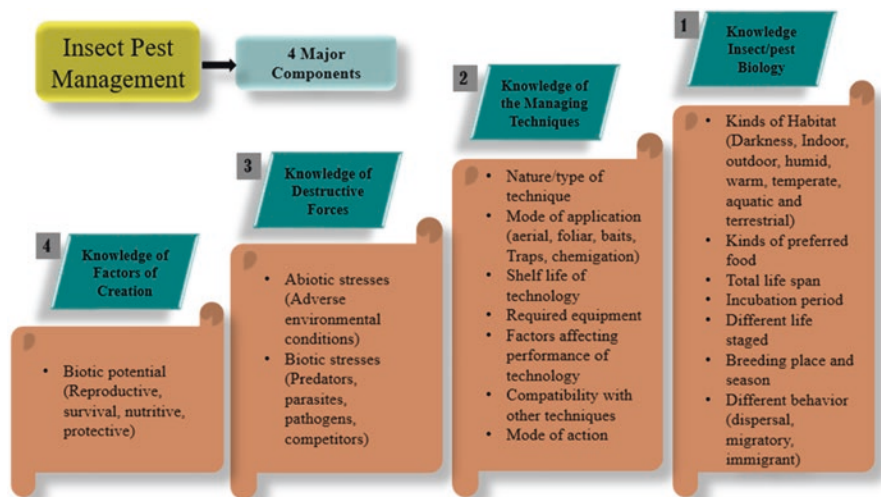 Insect Pest
Management
4 Major
Components
1
Knowledge
Insect/pest
Biology
• Kinds of Habitat
(Darkness, Indoor,
outdoor, humid,
warm, temperate,
aquatic and
terrestrial)
• Kinds of preferred
food
• Total life span
• Incubation period
• Different life
staged
• Breeding place and
season
• Different behavior
(dispersal,
migratory,
immigrant)
2
Knowledge of
the Managing
Techniques
• Nature/type of
technique
• Mode of application
(aerial, foliar, baits,
Traps, chemigation)
• Shelf life of
technology
• Required equipment
• Factors affecting
performance of
technology
• Compatibility with
other techniques
• Mode of action
3
Knowledge of
Destructive
Forces
• Abiotic stresses
(Adverse
environmental
conditions)
• Biotic stresses
(Predators,
parasites,
pathogens,
competitors)
4
Knowledge of
Factors of
Creation
• Biotic potential
(Reproductive,
survival, nutritive,
protective)